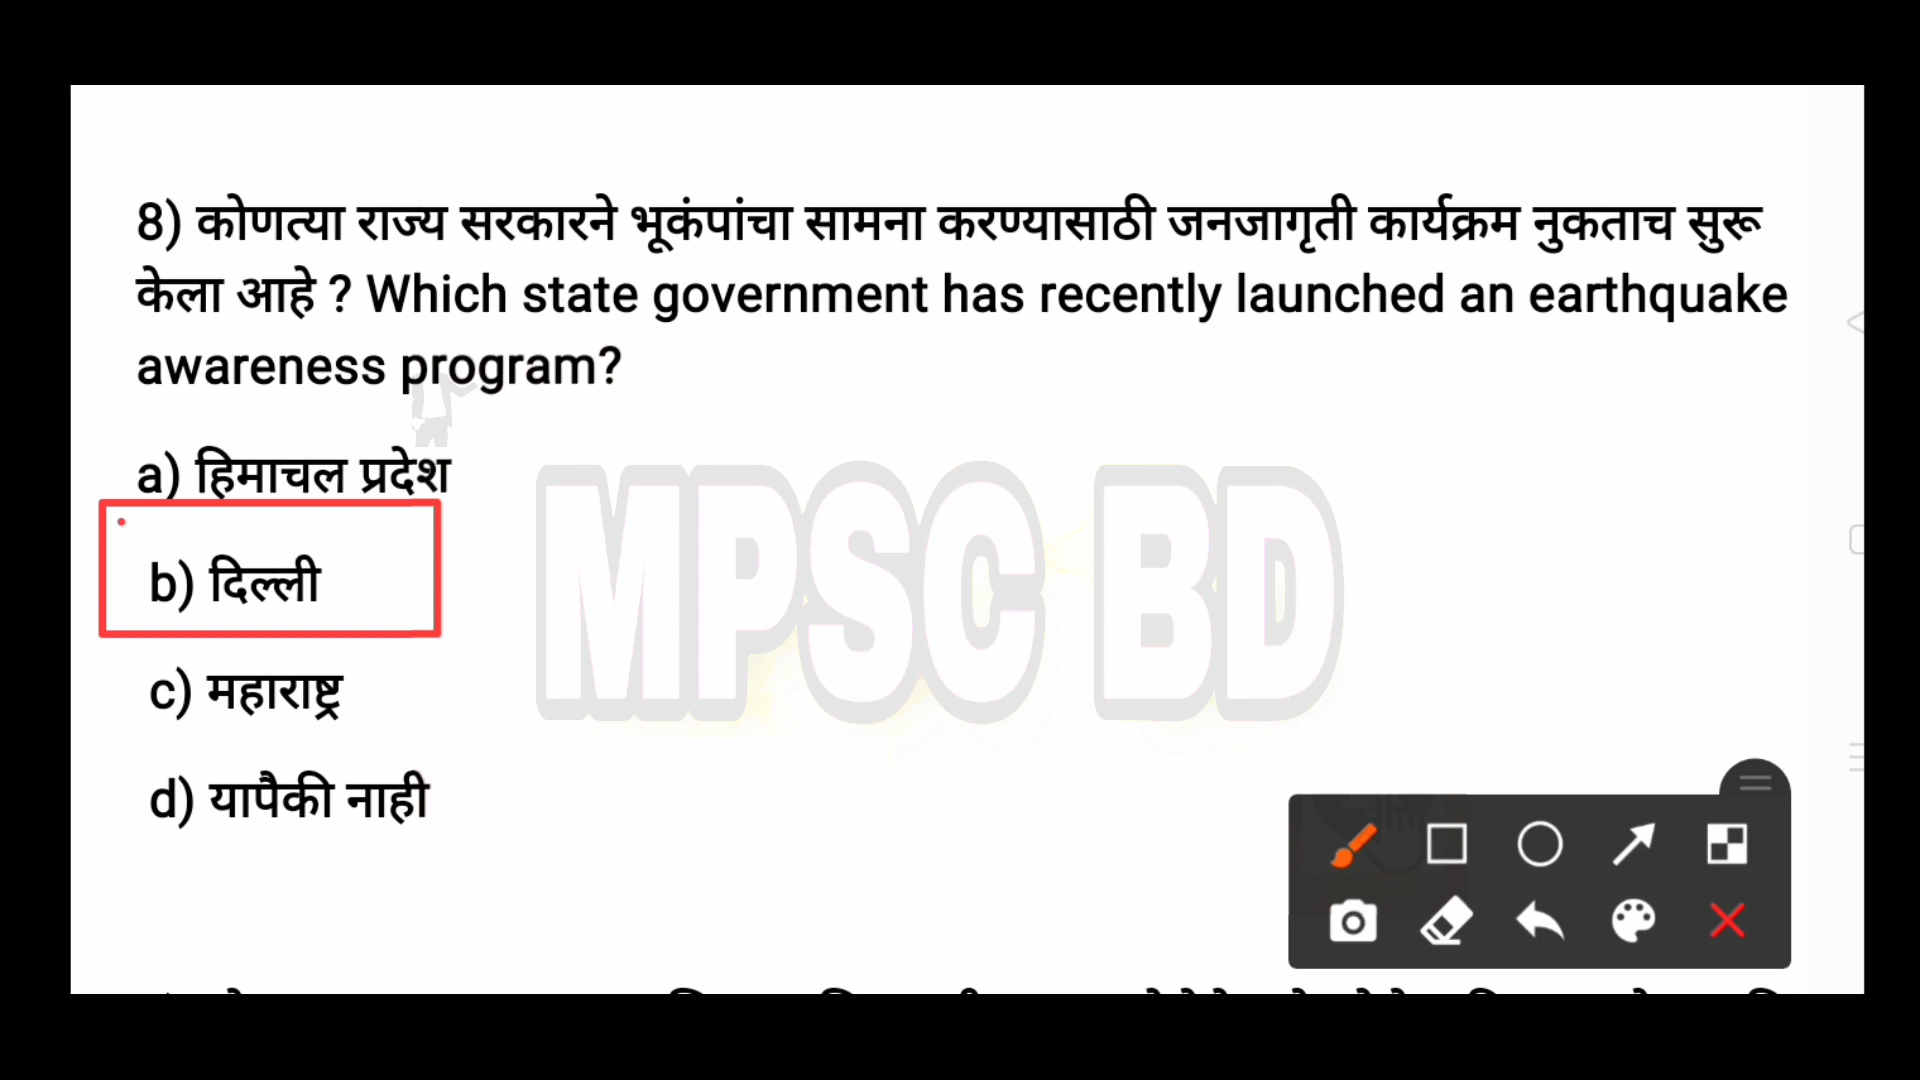 8) कोणत्या राज्य सरकारने भूकंपांचा सामना करण्यासाठी जनजागृती कार्यक्रम नुकताच सुरू
केला आहे ? Which state government has recently launched an earthquake
awareness program?
a) हिमाचल प्रदेश
b) दिल्ली
c) महाराष्ट्र
d) यापैकी नाही
MPSC BD